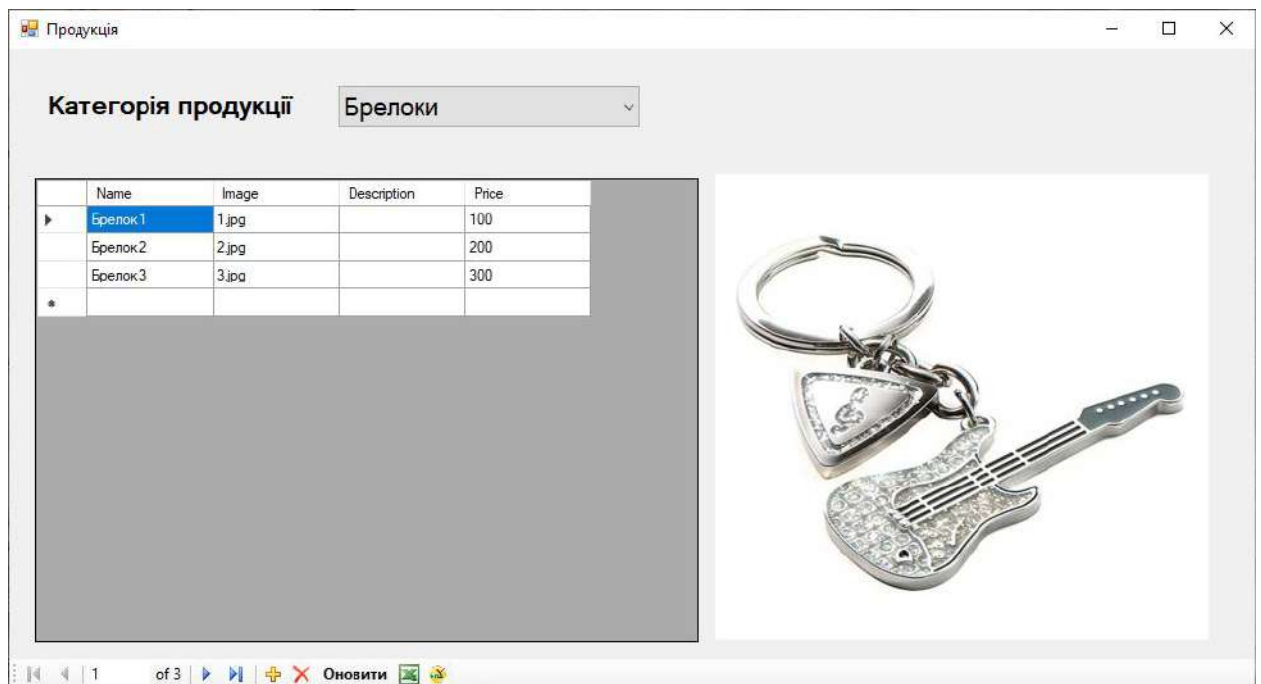 Продукція
Категорія продукції
Брелоки
Name Image Description Price
Брелок1 1.jpg 100
Брелок2 2.jpg 200
Брелок3 3.jpg 300
1 of 3 Оновити